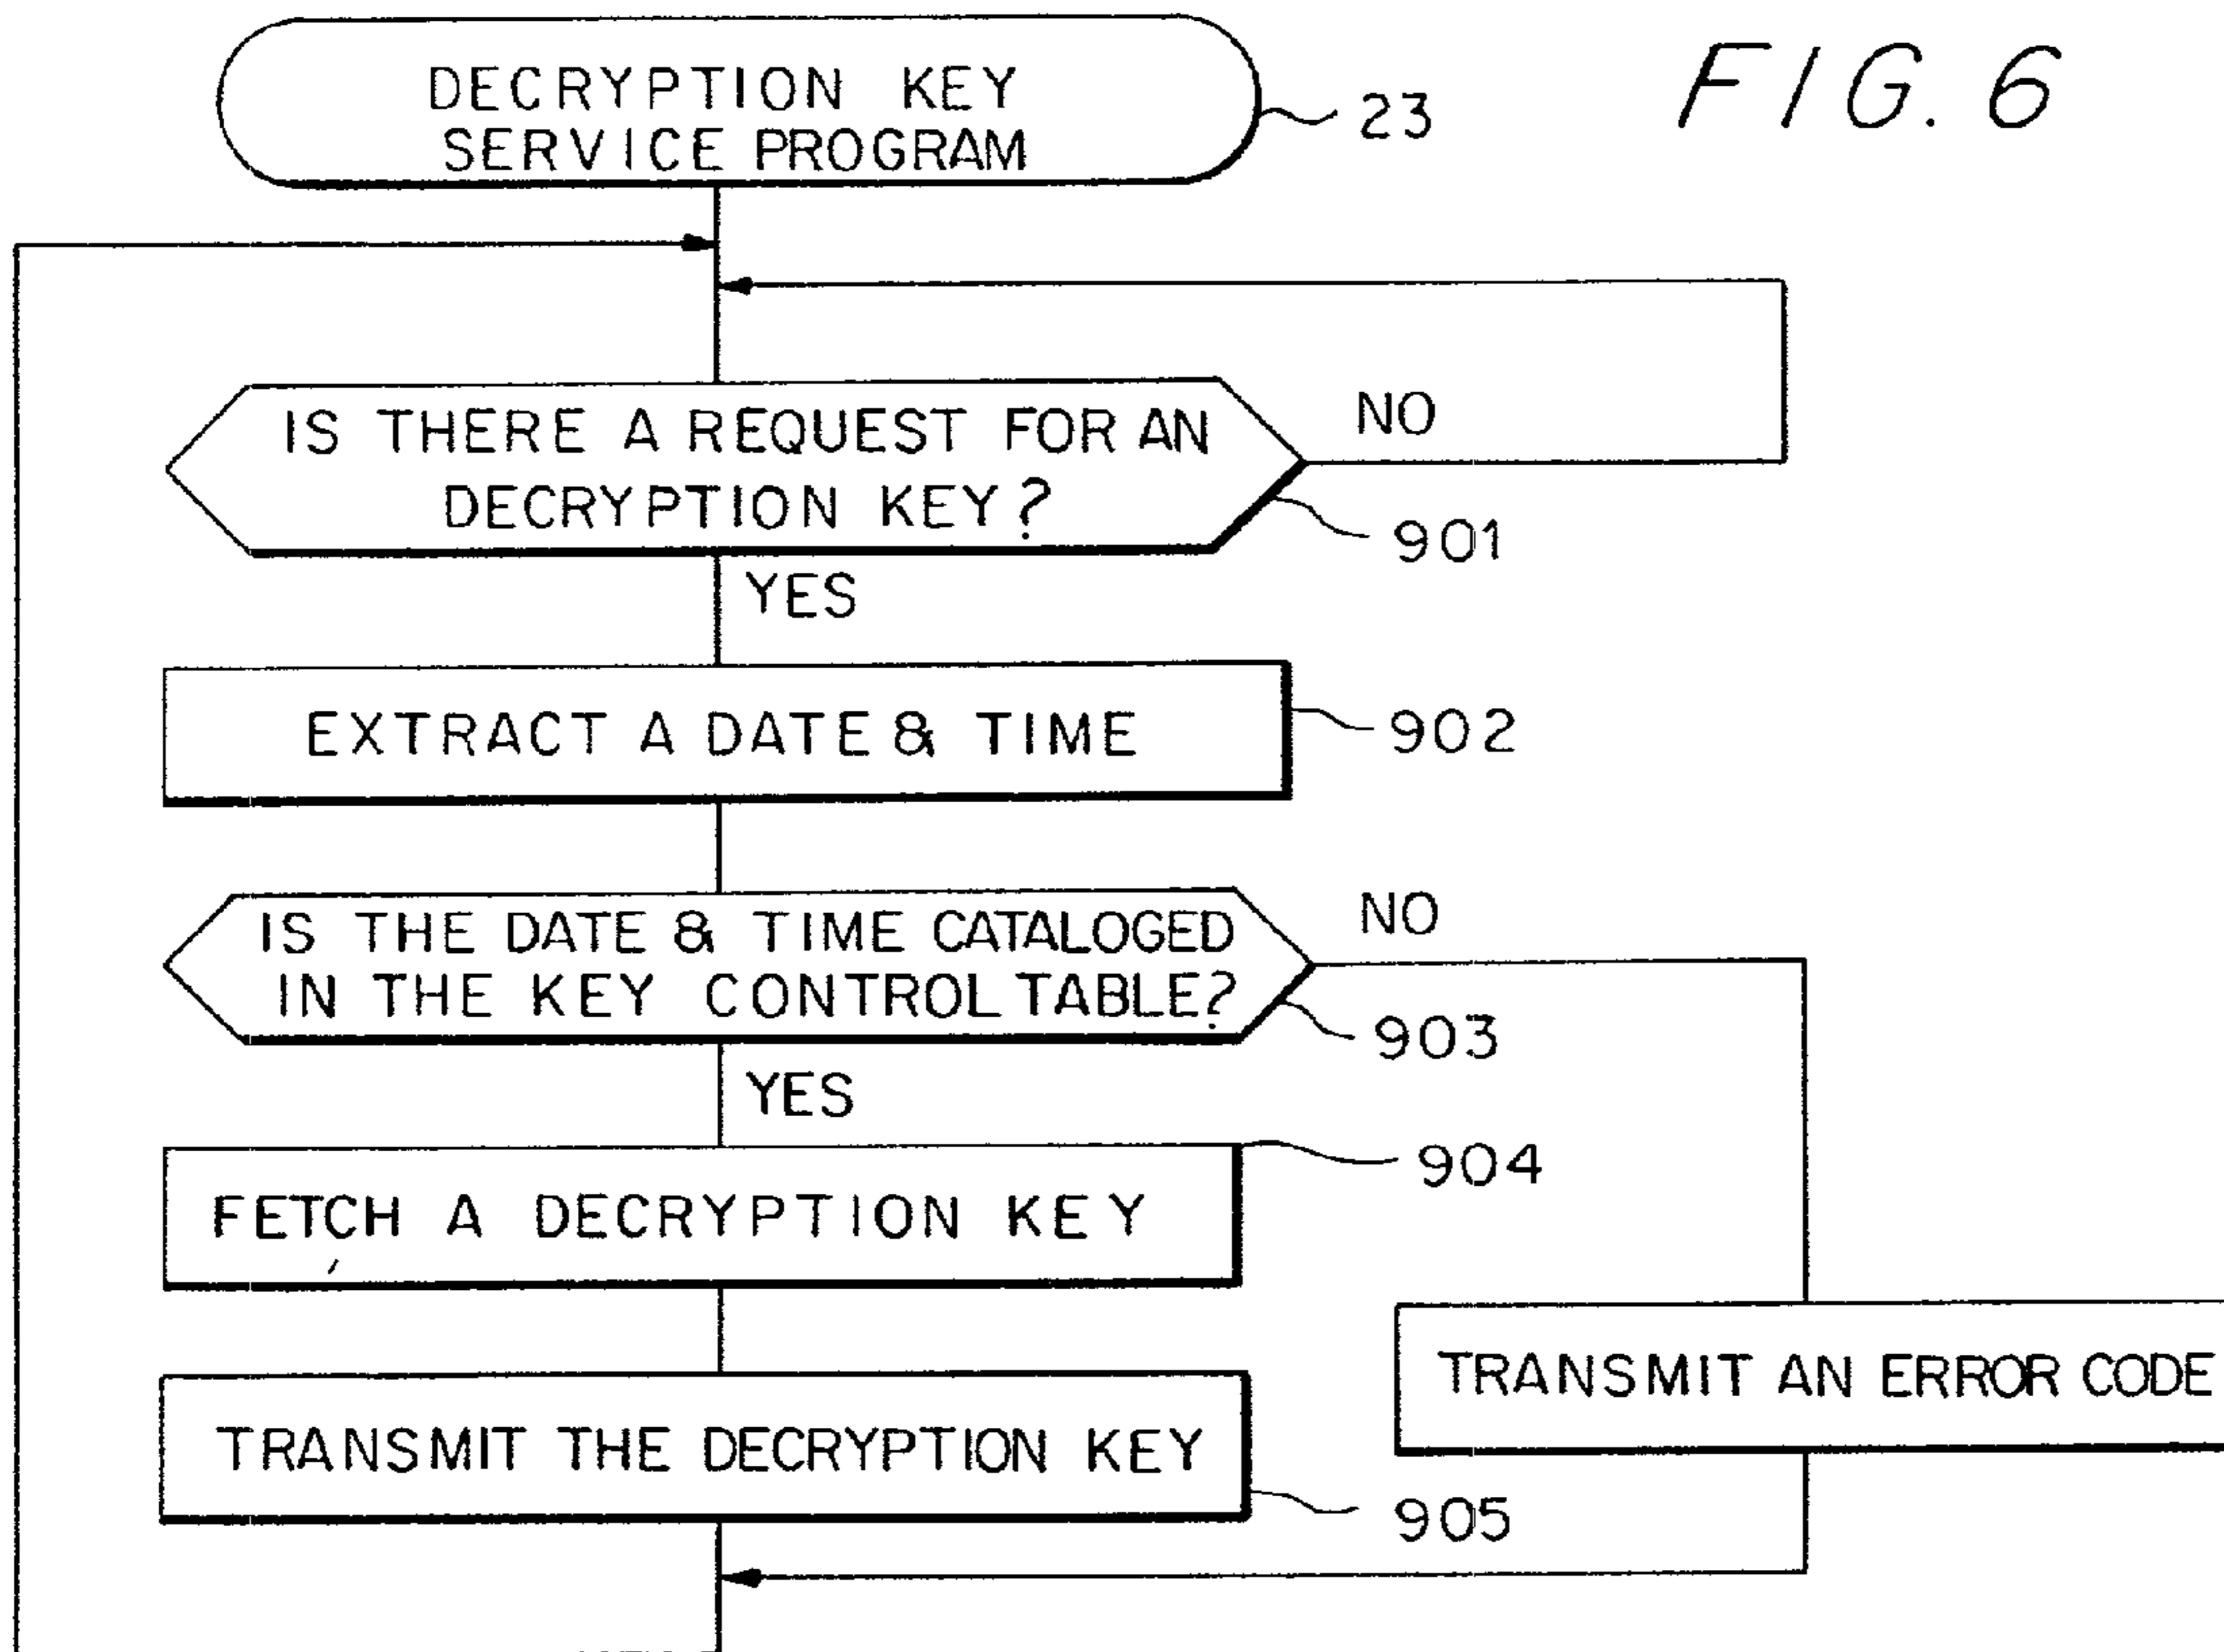 FIG. 6
DECRYPTION KEY
SERVICE PROGRAM
23
IS THERE A REQUEST FOR AN
DECRYPTION KEY?
NO
901
YES
EXTRACT A DATE & TIME
902
IS THE DATE & TIME CATALOGED
IN THE KEY CONTROL TABLE?
NO
903
YES
FETCH A DECRYPTION KEY
904
TRANSMIT AN ERROR CODE
TRANSMIT THE DECRYPTION KEY
905